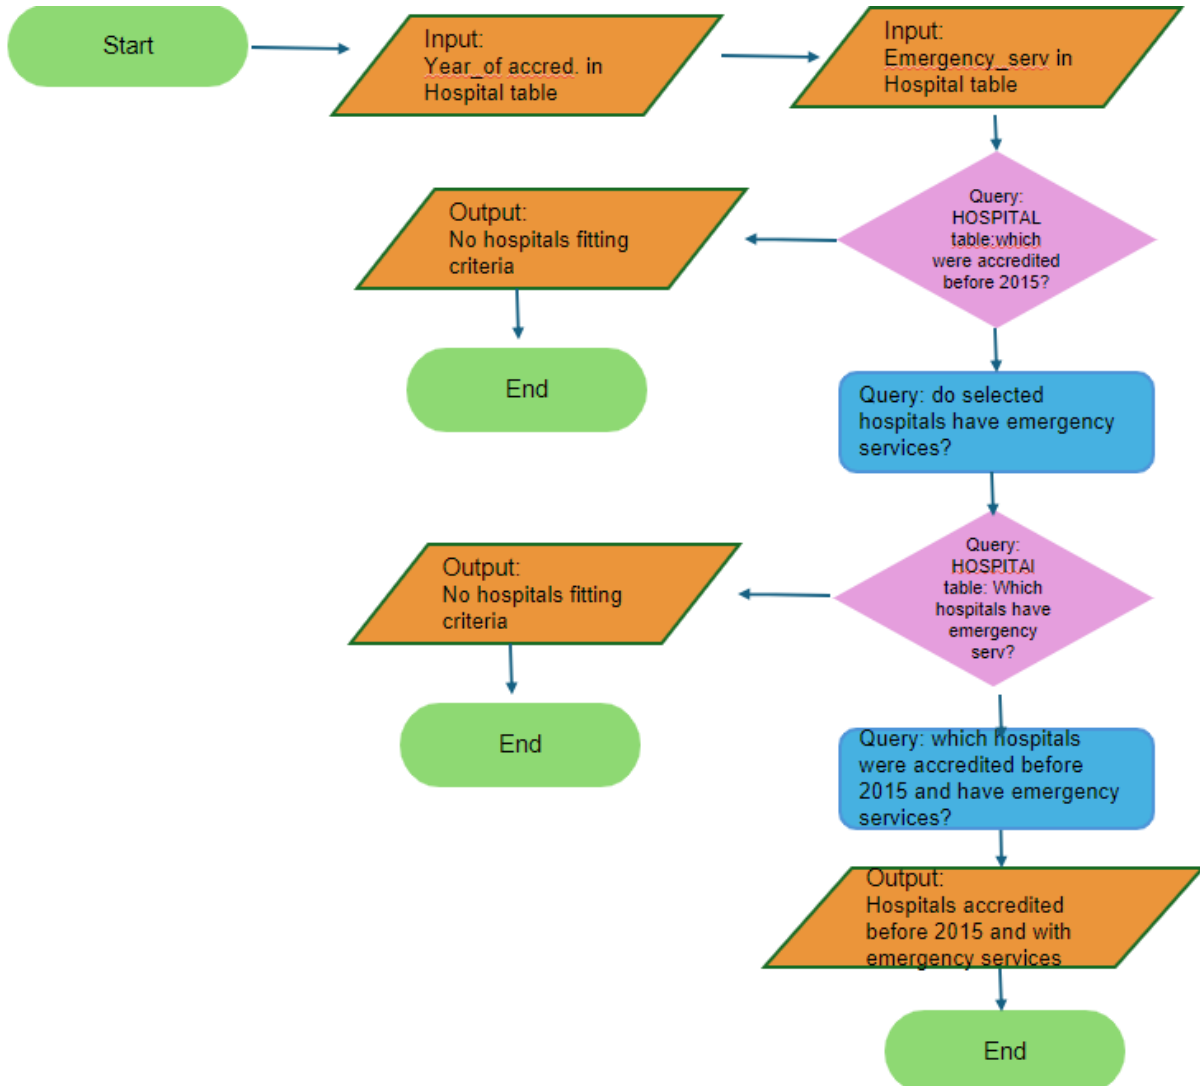 Start
Input:
Year_of accred. in
Hospital table
Input:
Emergency_serv in
Hospital table
Query:
HOSPITAL
table:which
were accredited
before 2015?
Output:
No hospitals fitting
criteria
End
Query: do selected
hospitals have emergency
services?
Query:
HOSPITAl
table: Which
hospitals have
emergency
serv?
Output:
No hospitals fitting
criteria
End
Query: which hospitals
were accredited before
2015 and have emergency
services?
Output:
Hospitals accredited
before 2015 and with
emergency services
End